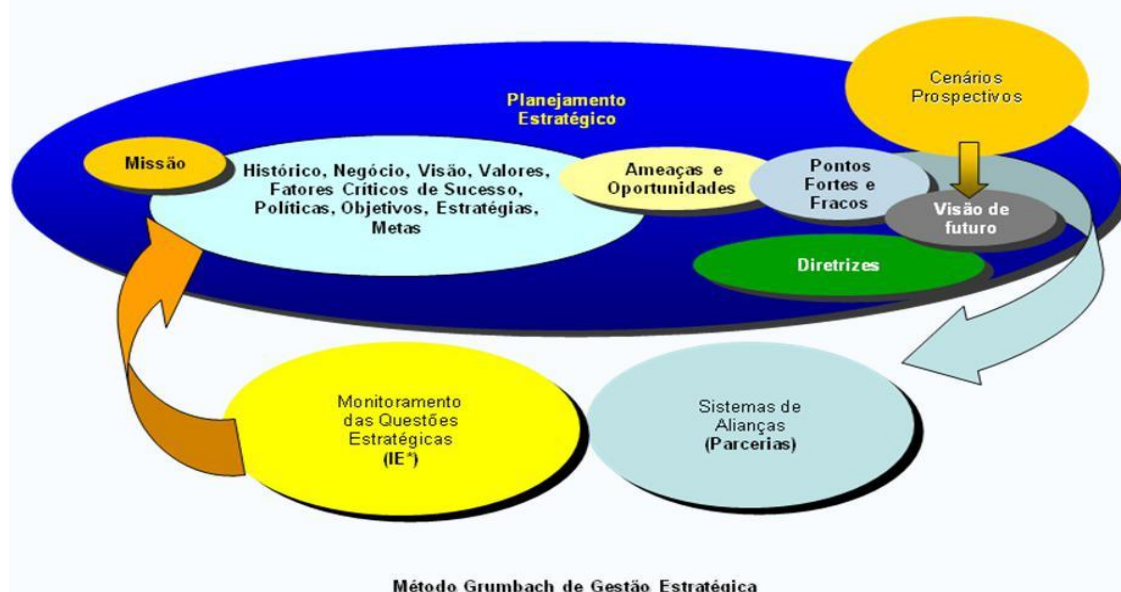 Cenários
Prospectivos
Planejamento
Estratégico
Missão
Histórico, Negócio, Visão, Valores,
Fatores Críticos de Sucesso,
Políticas, Objetivos, Estratégias,
Metas
Ameaças e
Oportunidades
Pontos
Fortes e
Fracos
Visão de
futuro
Diretrizes
Monitoramento
das Questões
Estratégicas
(IE*)
Sistemas de
Alianças
(Parcerias)
Método Grumbach de Gestão Estratégica